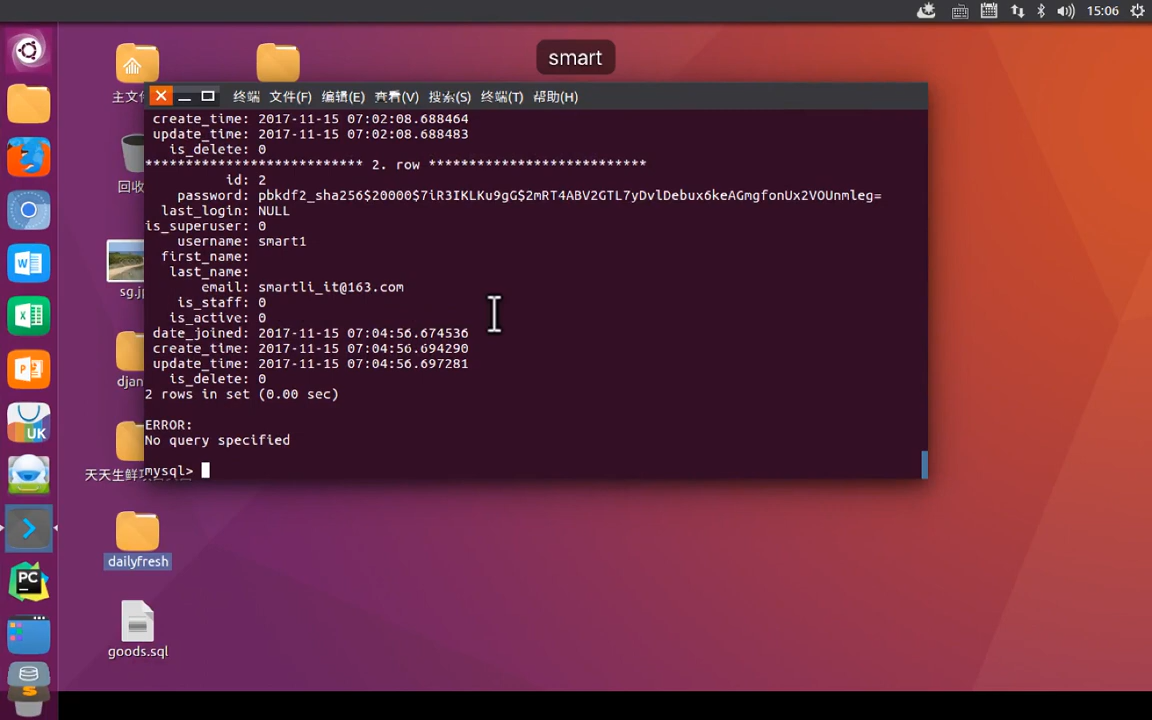 15:06
smart
终端 文件(F) 编辑(E) 查看(V) 搜索(S) 终端(T) 帮助(H)
主文
create_time: 2017-11-15 07:02:08.688464
update_time: 2017-11-15 07:02:08.688483
is_delete: 0
*************************** 2. row ***************************
id: 2
回收
password: pbkdf2_sha256$20000$7iR3IKLKu9gG$2mRT4ABV2GTL7yDvlDebux6keAGmgfonUx2VOUnmleg=
last_login: NULL
is_superuser: 0
username: smart1
first_name:
last_name:
email: smartli_it@163.com
sg.j
is_staff: 0
is_active: 0
date_joined: 2017-11-15 07:04:56.674536
create_time: 2017-11-15 07:04:56.694290
update_time: 2017-11-15 07:04:56.697281
is_delete: 0
djan
2 rows in set (0.00 sec)
ERROR:
No query specified
mysql>
天天生鲜项
dailyfresh
goods.sql
W
X
P
UK
PC
S